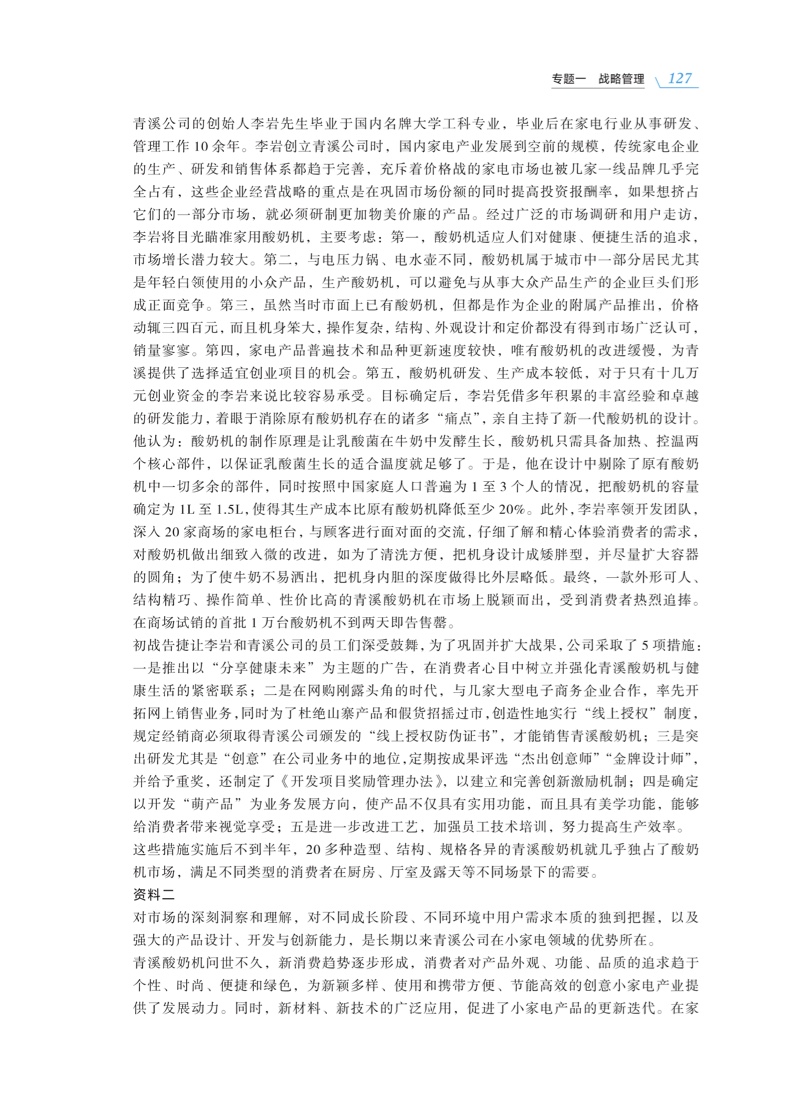 专题一　战略管理　127
青溪公司的创始人李岩先生毕业于国内名牌大学工科专业，毕业后在家电行业从事研发、
管理工作 10 余年。李岩创立青溪公司时，国内家电产业发展到空前的规模，传统家电企业
的生产、研发和销售体系都趋于完善，充斥着价格战的家电市场也被几家一线品牌几乎完
全占有，这些企业经营战略的重点是在巩固市场份额的同时提高投资报酬率，如果想挤占
它们的一部分市场，就必须研制更加物美价廉的产品。经过广泛的市场调研和用户走访，
李岩将目光瞄准家用酸奶机，主要考虑：第一，酸奶机适应人们对健康、便捷生活的追求，
市场增长潜力较大。第二，与电压力锅、电水壶不同，酸奶机属于城市中一部分居民尤其
是年轻白领使用的小众产品，生产酸奶机，可以避免与从事大众产品生产的企业巨头们形
成正面竞争。第三，虽然当时市面上已有酸奶机，但都是作为企业的附属产品推出，价格
动辄三四百元，而且机身笨大，操作复杂，结构、外观设计和定价都没有得到市场广泛认可，
销量寥寥。第四，家电产品普遍技术和品种更新速度较快，唯有酸奶机的改进缓慢，为青
溪提供了选择适宜创业项目的机会。第五，酸奶机研发、生产成本较低，对于只有十几万
元创业资金的李岩来说比较容易承受。目标确定后，李岩凭借多年积累的丰富经验和卓越
的研发能力，着眼于消除原有酸奶机存在的诸多“痛点”，亲自主持了新一代酸奶机的设计。
他认为：酸奶机的制作原理是让乳酸菌在牛奶中发酵生长，酸奶机只需具备加热、控温两
个核心部件，以保证乳酸菌生长的适合温度就足够了。于是，他在设计中剔除了原有酸奶
机中一切多余的部件，同时按照中国家庭人口普遍为 1 至 3 个人的情况，把酸奶机的容量
确定为 1L 至 1.5L，使得其生产成本比原有酸奶机降低至少 20%。此外，李岩率领开发团队，
深入 20 家商场的家电柜台，与顾客进行面对面的交流，仔细了解和精心体验消费者的需求，
对酸奶机做出细致入微的改进，如为了清洗方便，把机身设计成矮胖型，并尽量扩大容器
的圆角；为了使牛奶不易洒出，把机身内胆的深度做得比外层略低。最终，一款外形可人、
结构精巧、操作简单、性价比高的青溪酸奶机在市场上脱颖而出，受到消费者热烈追捧。
在商场试销的首批 1 万台酸奶机不到两天即告售罄。
初战告捷让李岩和青溪公司的员工们深受鼓舞，为了巩固并扩大战果，公司采取了 5 项措施：
一是推出以“分享健康未来”为主题的广告，在消费者心目中树立并强化青溪酸奶机与健
康生活的紧密联系；二是在网购刚露头角的时代，与几家大型电子商务企业合作，率先开
拓网上销售业务，同时为了杜绝山寨产品和假货招摇过市，创造性地实行“线上授权”制度，
规定经销商必须取得青溪公司颁发的“线上授权防伪证书”，才能销售青溪酸奶机；三是突
出研发尤其是“创意”在公司业务中的地位，定期按成果评选“杰出创意师”“金牌设计师”，
并给予重奖，还制定了《开发项目奖励管理办法》，以建立和完善创新激励机制；四是确定
以开发“萌产品”为业务发展方向，使产品不仅具有实用功能，而且具有美学功能，能够
给消费者带来视觉享受；五是进一步改进工艺，加强员工技术培训，努力提高生产效率。
这些措施实施后不到半年，20 多种造型、结构、规格各异的青溪酸奶机就几乎独占了酸奶
机市场，满足不同类型的消费者在厨房、厅室及露天等不同场景下的需要。
资料二
对市场的深刻洞察和理解，对不同成长阶段、不同环境中用户需求本质的独到把握，以及
强大的产品设计、开发与创新能力，是长期以来青溪公司在小家电领域的优势所在。
青溪酸奶机问世不久，新消费趋势逐步形成，消费者对产品外观、功能、品质的追求趋于
个性、时尚、便捷和绿色，为新颖多样、使用和携带方便、节能高效的创意小家电产业提
供了发展动力。同时，新材料、新技术的广泛应用，促进了小家电产品的更新迭代。在家